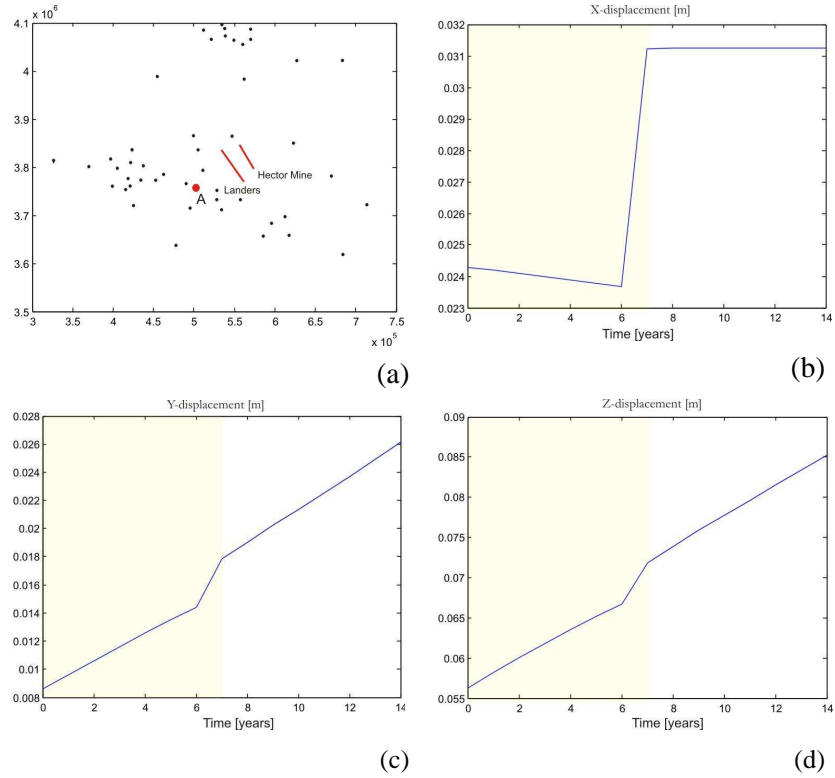 x 10⁶
4.1
4
3.9
3.8
3.7
3.6
3.5
3 3.5 4 4.5 5 5.5 6 6.5 7 7.5
x 10⁵
Hector Mine
Landers
A
(a)
X-displacement [m]
0.032
0.031
0.03
0.029
0.028
0.027
0.026
0.025
0.024
0.023
0 2 4 6 8 10 12 14
Time [years]
(b)
Y-displacement [m]
0.028
0.026
0.024
0.022
0.02
0.018
0.016
0.014
0.012
0.01
0.008
0 2 4 6 8 10 12 14
Time [years]
(c)
Z-displacement [m]
0.09
0.085
0.08
0.075
0.07
0.065
0.06
0.055
0 2 4 6 8 10 12 14
Time [years]
(d)